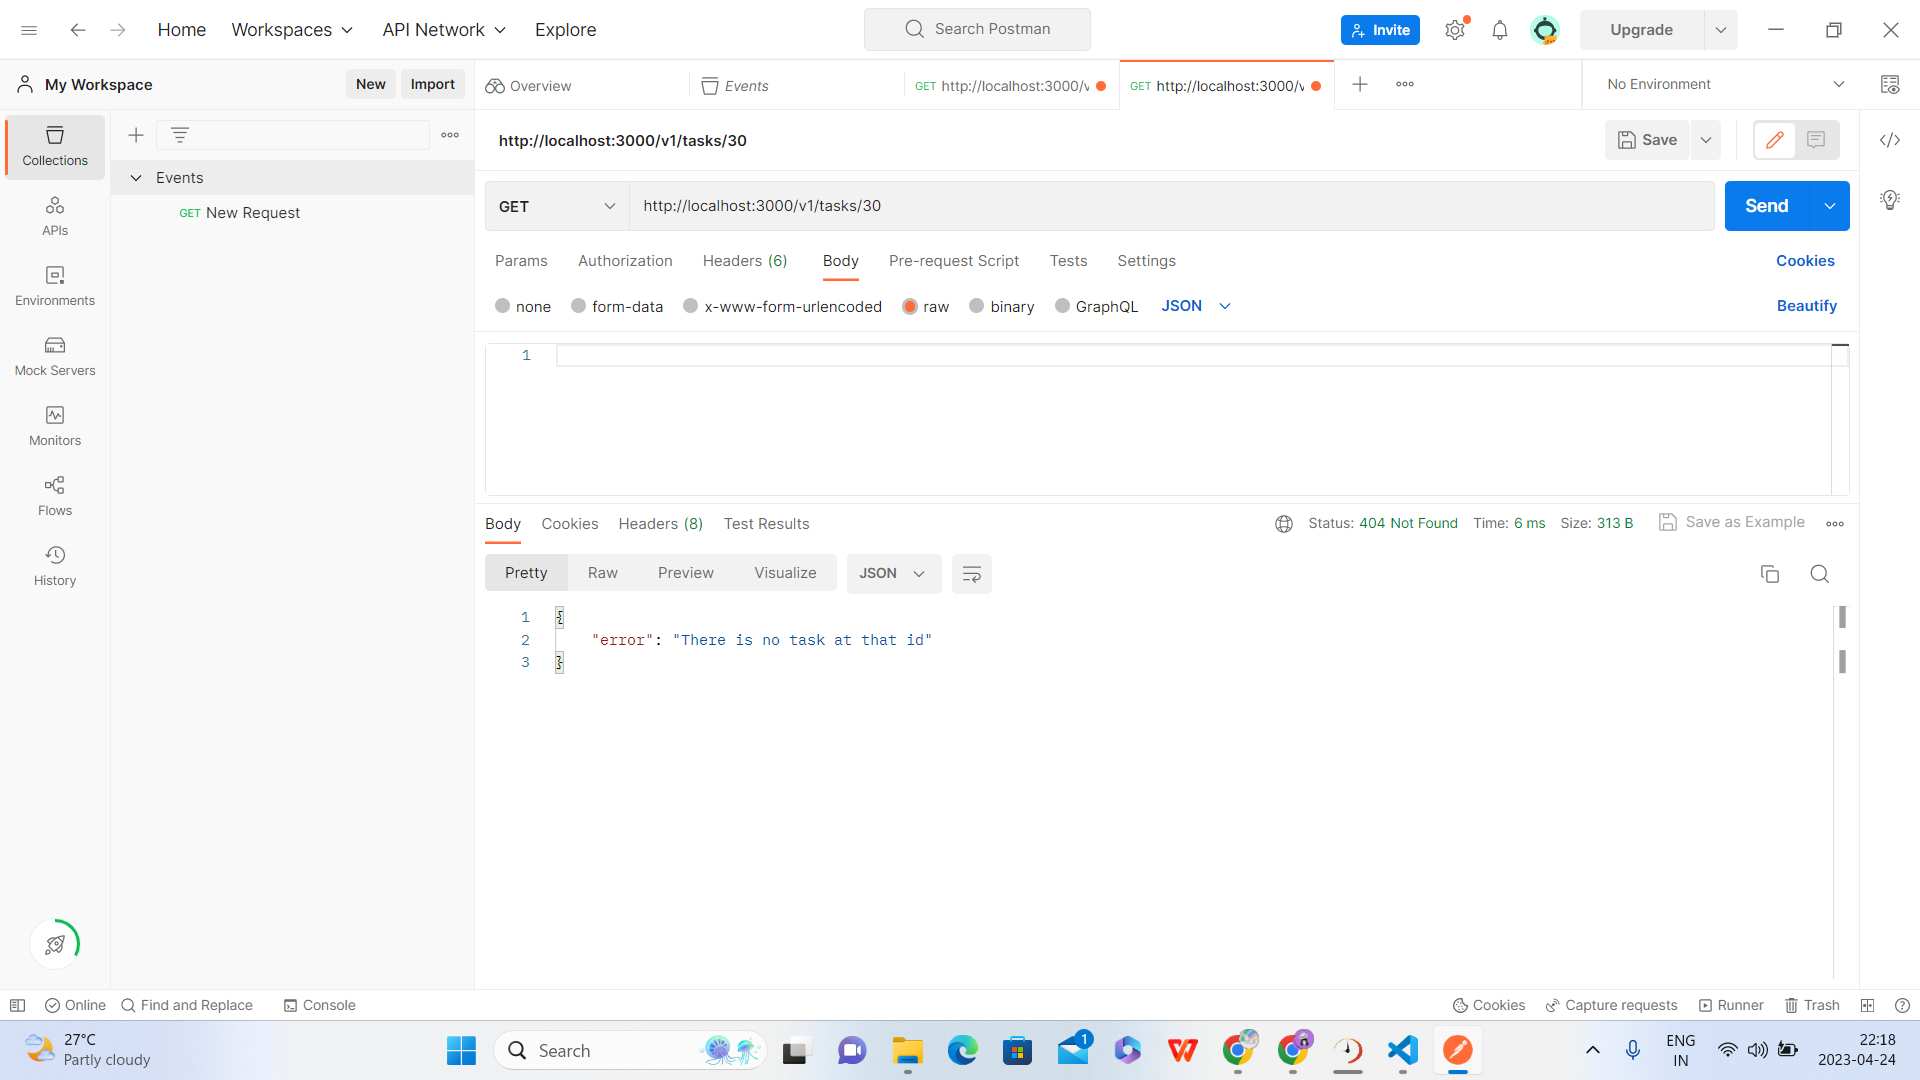 Home
Workspaces
API Network
Explore
Search Postman
Invite
Upgrade
My Workspace
New
Import
Overview
Events
GET http://localhost:3000/v
GET http://localhost:3000/v
No Environment
Collections
APIs
Environments
Mock Servers
Monitors
Flows
History
Events
GET New Request
http://localhost:3000/v1/tasks/30
Save
GET
http://localhost:3000/v1/tasks/30
Send
Params
Authorization
Headers (6)
Body
Pre-request Script
Tests
Settings
Cookies
none
form-data
x-www-form-urlencoded
raw
binary
GraphQL
JSON
Beautify
1
Body
Cookies
Headers (8)
Test Results
Status: 404 Not Found
Time: 6 ms
Size: 313 B
Save as Example
Pretty
Raw
Preview
Visualize
JSON
1 {
2 "error": "There is no task at that id"
3 }
Online
Find and Replace
Console
Cookies
Capture requests
Runner
Trash
27°C
Partly cloudy
Search
1
ENG
IN
22:18
2023-04-24